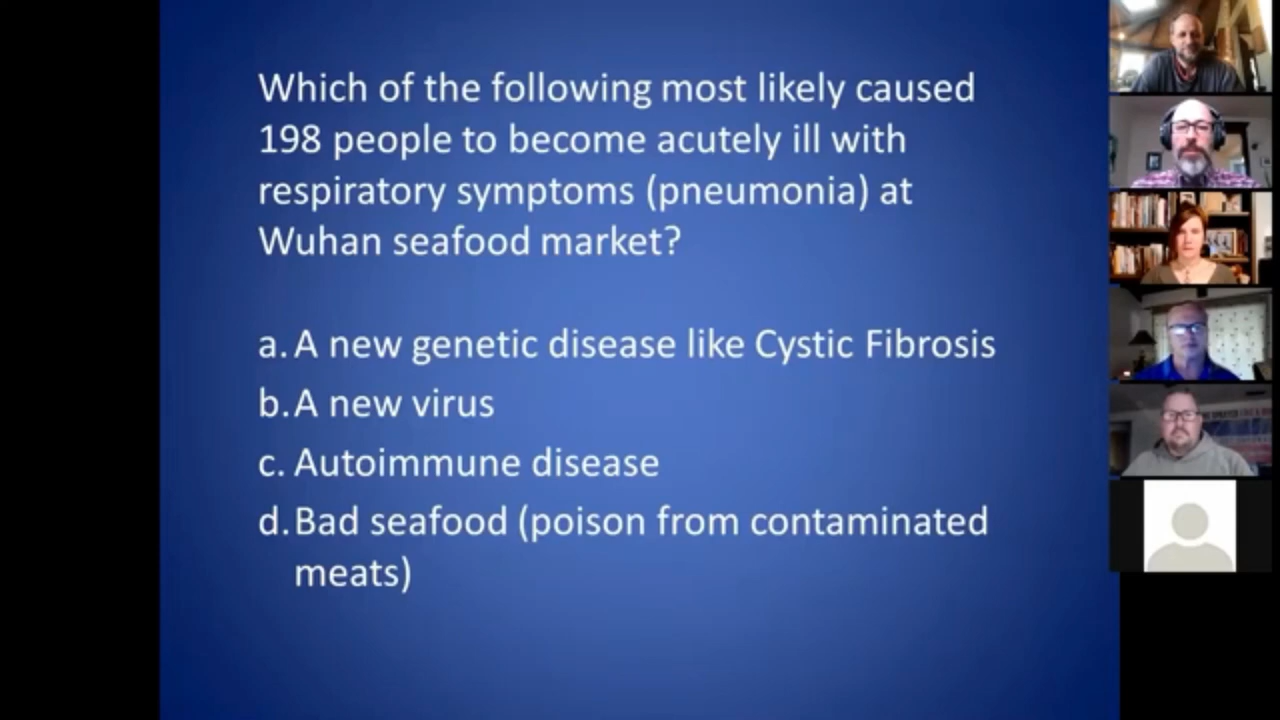 Which of the following most likely caused
198 people to become acutely ill with
respiratory symptoms (pneumonia) at
Wuhan seafood market?
a. A new genetic disease like Cystic Fibrosis
b. A new virus
c. Autoimmune disease
d. Bad seafood (poison from contaminated
meats)